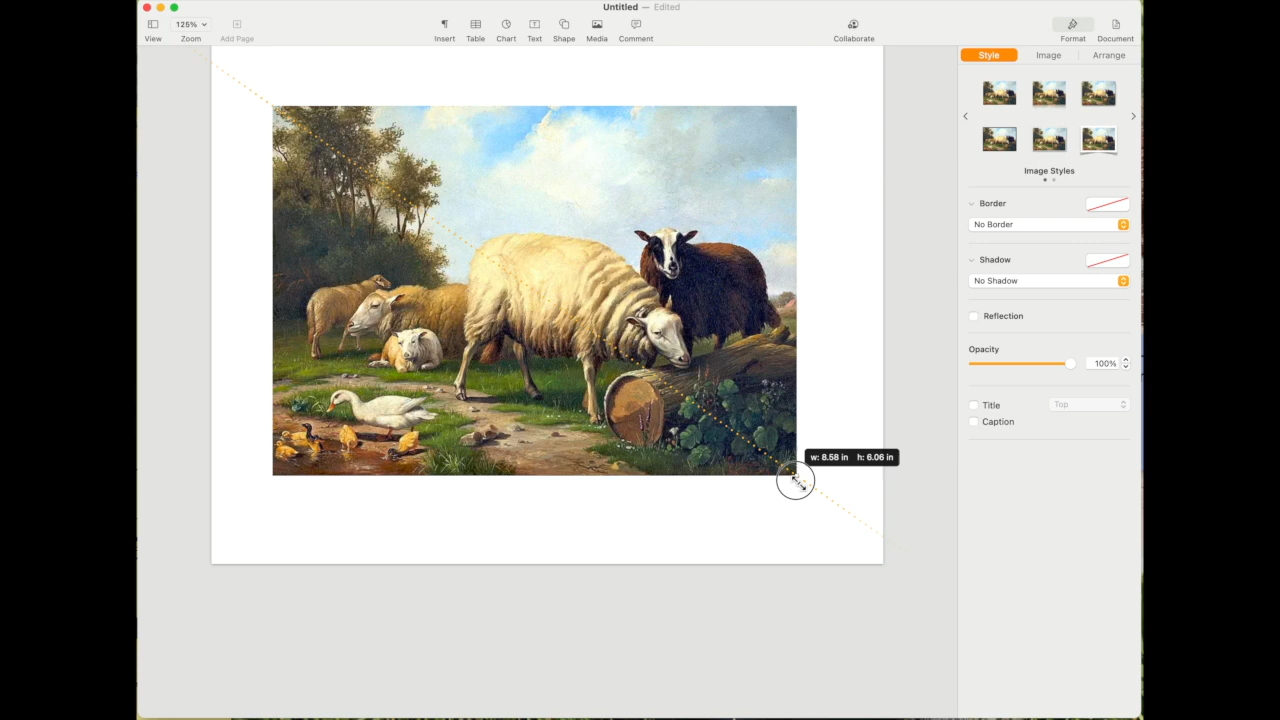 Untitled — Edited
125%
View Zoom Add Page Insert Table Chart Text Shape Media Comment Collaborate Format Document
Style Image Arrange
Image Styles
Border
No Border
Shadow
No Shadow
Reflection
Opacity
100%
Title Top
Caption
w: 8.58 in h: 6.06 in